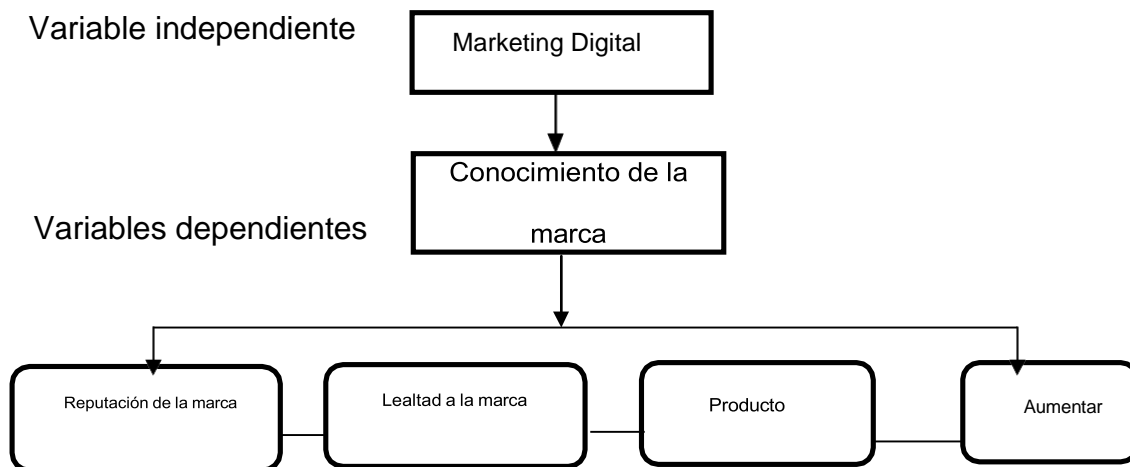 Variable independiente
Marketing Digital
Conocimiento de la
marca
Variables dependientes
Reputación de la marca
Lealtad a la marca
Producto
Aumentar